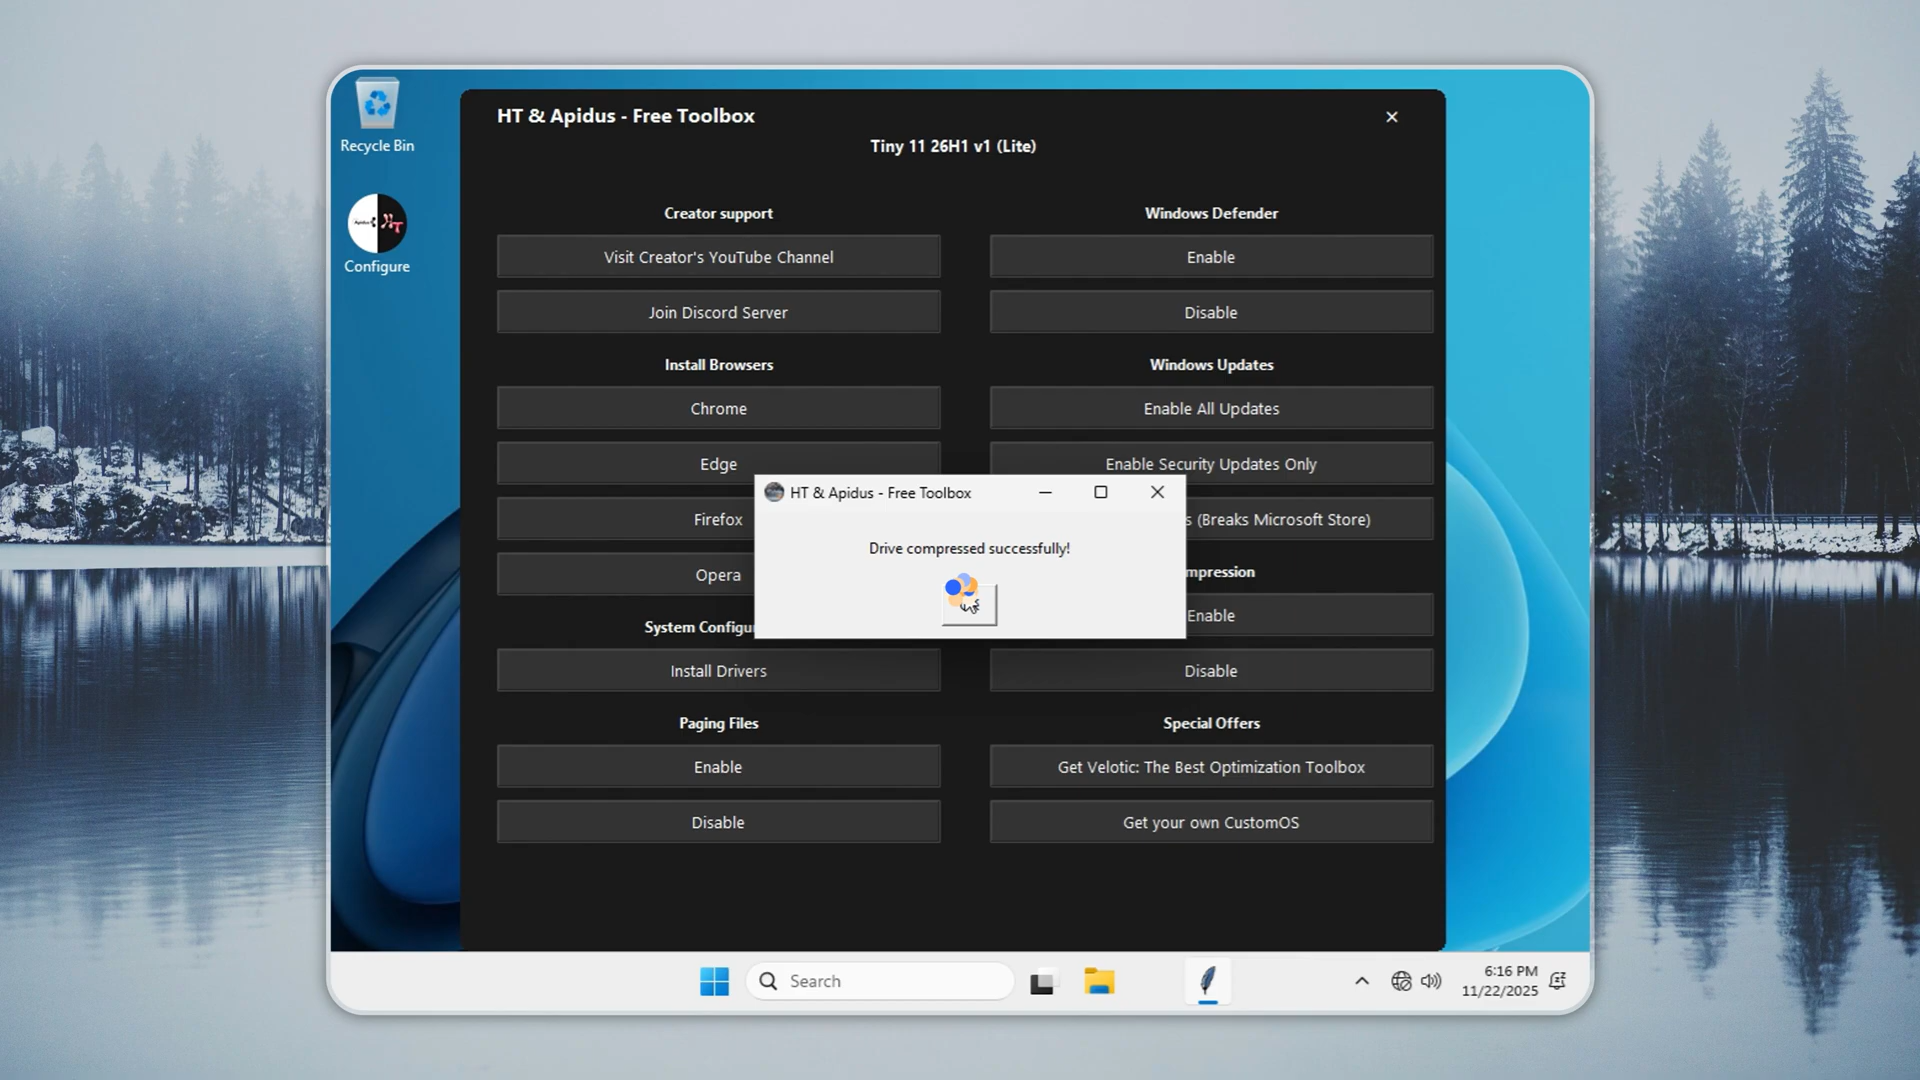 Recycle Bin
Configure
HT & Apidus - Free Toolbox
Tiny 11 26H1 v1 (Lite)
Creator support
Visit Creator's YouTube Channel
Join Discord Server
Install Browsers
Chrome
Edge
Firefox
Opera
System Configu
Install Drivers
Paging Files
Enable
Disable
Windows Defender
Enable
Disable
Windows Updates
Enable All Updates
Enable Security Updates Only
s (Breaks Microsoft Store)
mpression
Enable
Disable
Special Offers
Get Velotic: The Best Optimization Toolbox
Get your own CustomOS
HT & Apidus - Free Toolbox
Drive compressed successfully!
Search
6:16 PM
11/22/2025